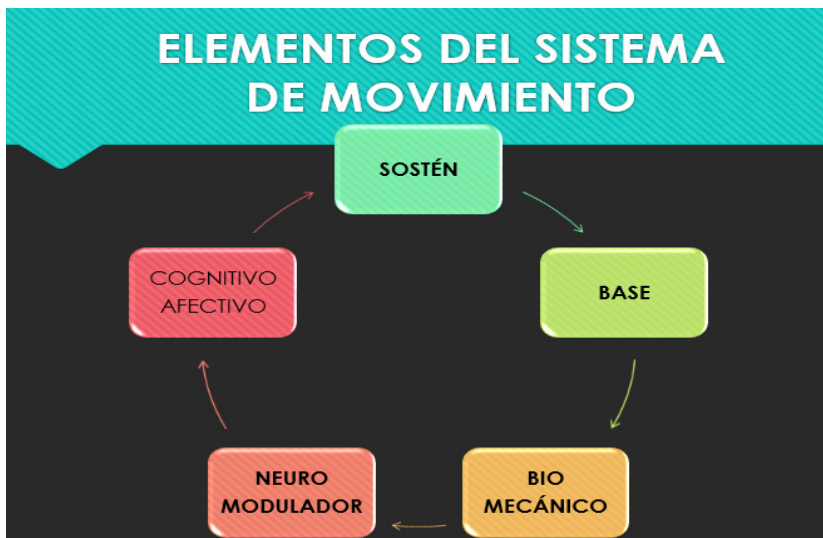 ELEMENTOS DEL SISTEMA
DE MOVIMIENTO
SOSTÉN
BASE
BIO
MECÁNICO
NEURO
MODULADOR
COGNITIVO
AFECTIVO